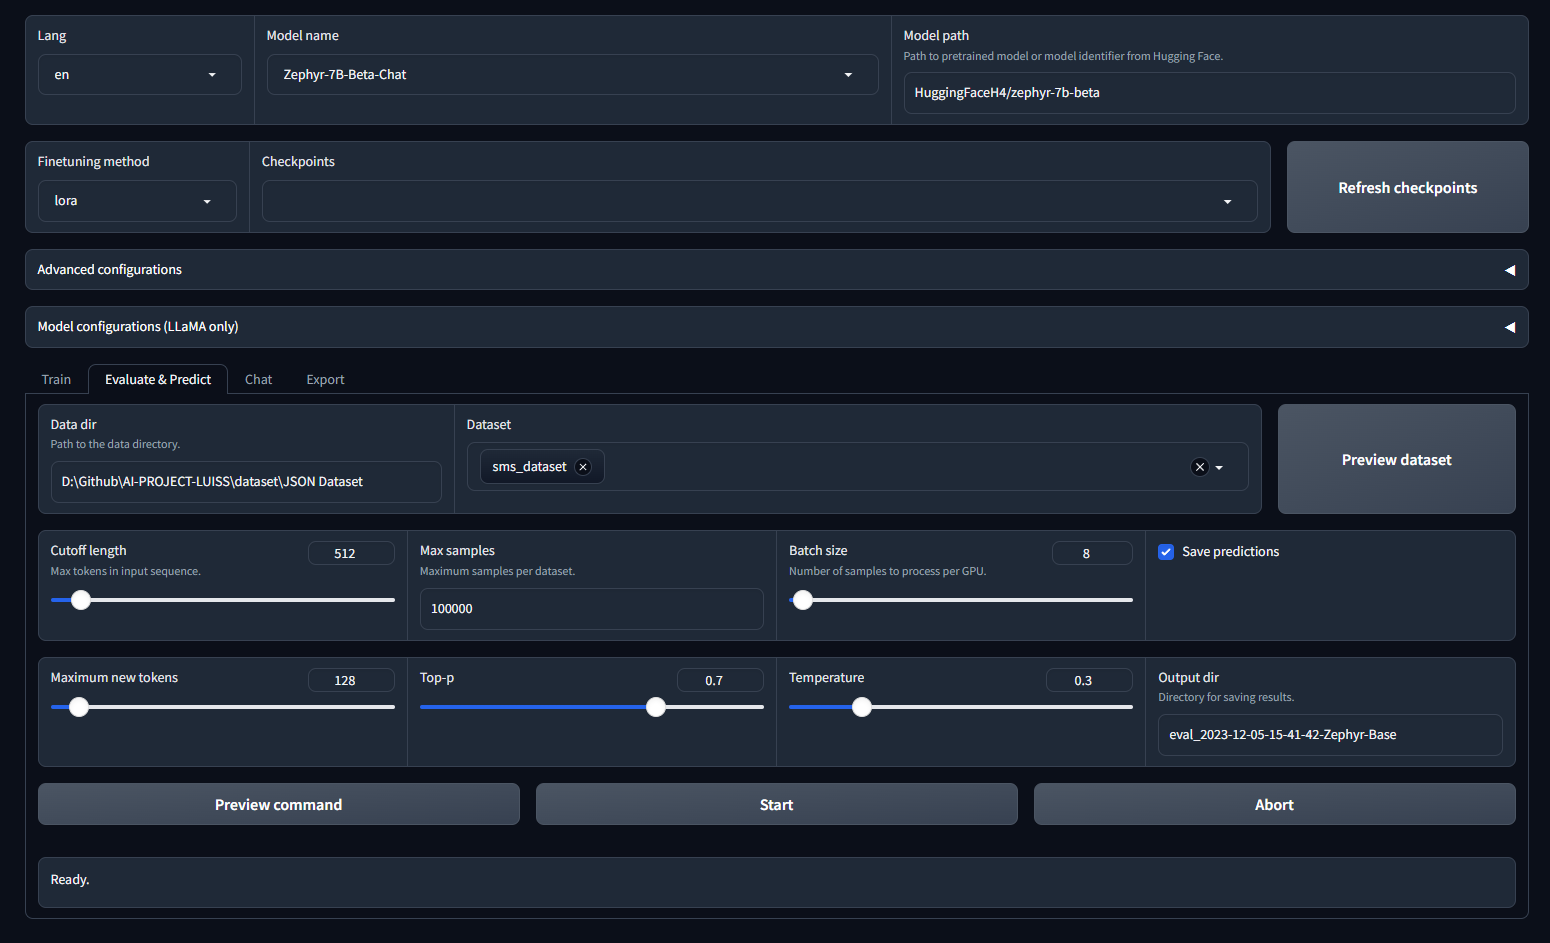 Lang
en
Model name
Zephyr-7B-Beta-Chat
Model path
Path to pretrained model or model identifier from Hugging Face.
HuggingFaceH4/zephyr-7b-beta
Finetuning method
lora
Checkpoints
Refresh checkpoints
Advanced configurations
Model configurations (LLaMA only)
Train
Evaluate & Predict
Chat
Export
Data dir
Path to the data directory.
D:\Github\AI-PROJECT-LUISS\dataset\JSON Dataset
Dataset
sms_dataset
Preview dataset
Cutoff length
512
Max tokens in input sequence.
Max samples
Maximum samples per dataset.
100000
Batch size
8
Number of samples to process per GPU.
Save predictions
Maximum new tokens
128
Top-p
0.7
Temperature
0.3
Output dir
Directory for saving results.
eval_2023-12-05-15-41-42-Zephyr-Base
Preview command
Start
Abort
Ready.